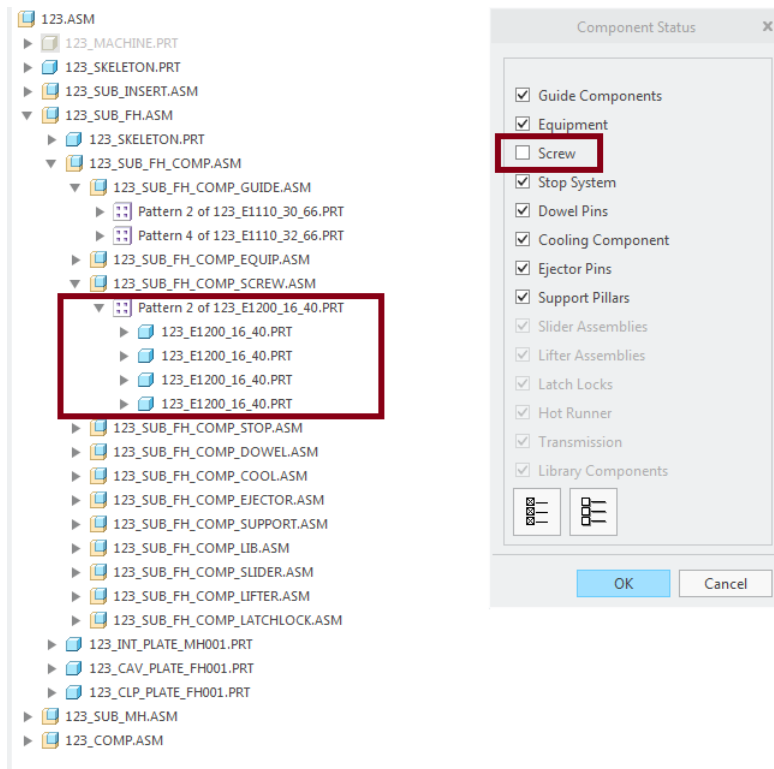 123.ASM
123_MACHINE.PRT
123_SKELETON.PRT
123_SUB_INSERT.ASM
123_SUB_FH.ASM
123_SKELETON.PRT
123_SUB_FH_COMP.ASM
123_SUB_FH_COMP_GUIDE.ASM
Pattern 2 of 123_E1110_30_66.PRT
Pattern 4 of 123_E1110_32_66.PRT
123_SUB_FH_COMP_EQUIP.ASM
123_SUB_FH_COMP_SCREW.ASM
Pattern 2 of 123_E1200_16_40.PRT
123_E1200_16_40.PRT
123_E1200_16_40.PRT
123_E1200_16_40.PRT
123_E1200_16_40.PRT
123_SUB_FH_COMP_STOP.ASM
123_SUB_FH_COMP_DOWEL.ASM
123_SUB_FH_COMP_COOL.ASM
123_SUB_FH_COMP_EJECTOR.ASM
123_SUB_FH_COMP_SUPPORT.ASM
123_SUB_FH_COMP_LIB.ASM
123_SUB_FH_COMP_SLIDER.ASM
123_SUB_FH_COMP_LIFTER.ASM
123_SUB_FH_COMP_LATCHLOCK.ASM
123_INT_PLATE_MH001.PRT
123_CAV_PLATE_FH001.PRT
123_CLP_PLATE_FH001.PRT
123_SUB_MH.ASM
123_COMP.ASM
Component Status
Guide Components
Equipment
Screw
Stop System
Dowel Pins
Cooling Component
Ejector Pins
Support Pillars
Slider Assemblies
Lifter Assemblies
Latch Locks
Hot Runner
Transmission
Library Components
OK
Cancel